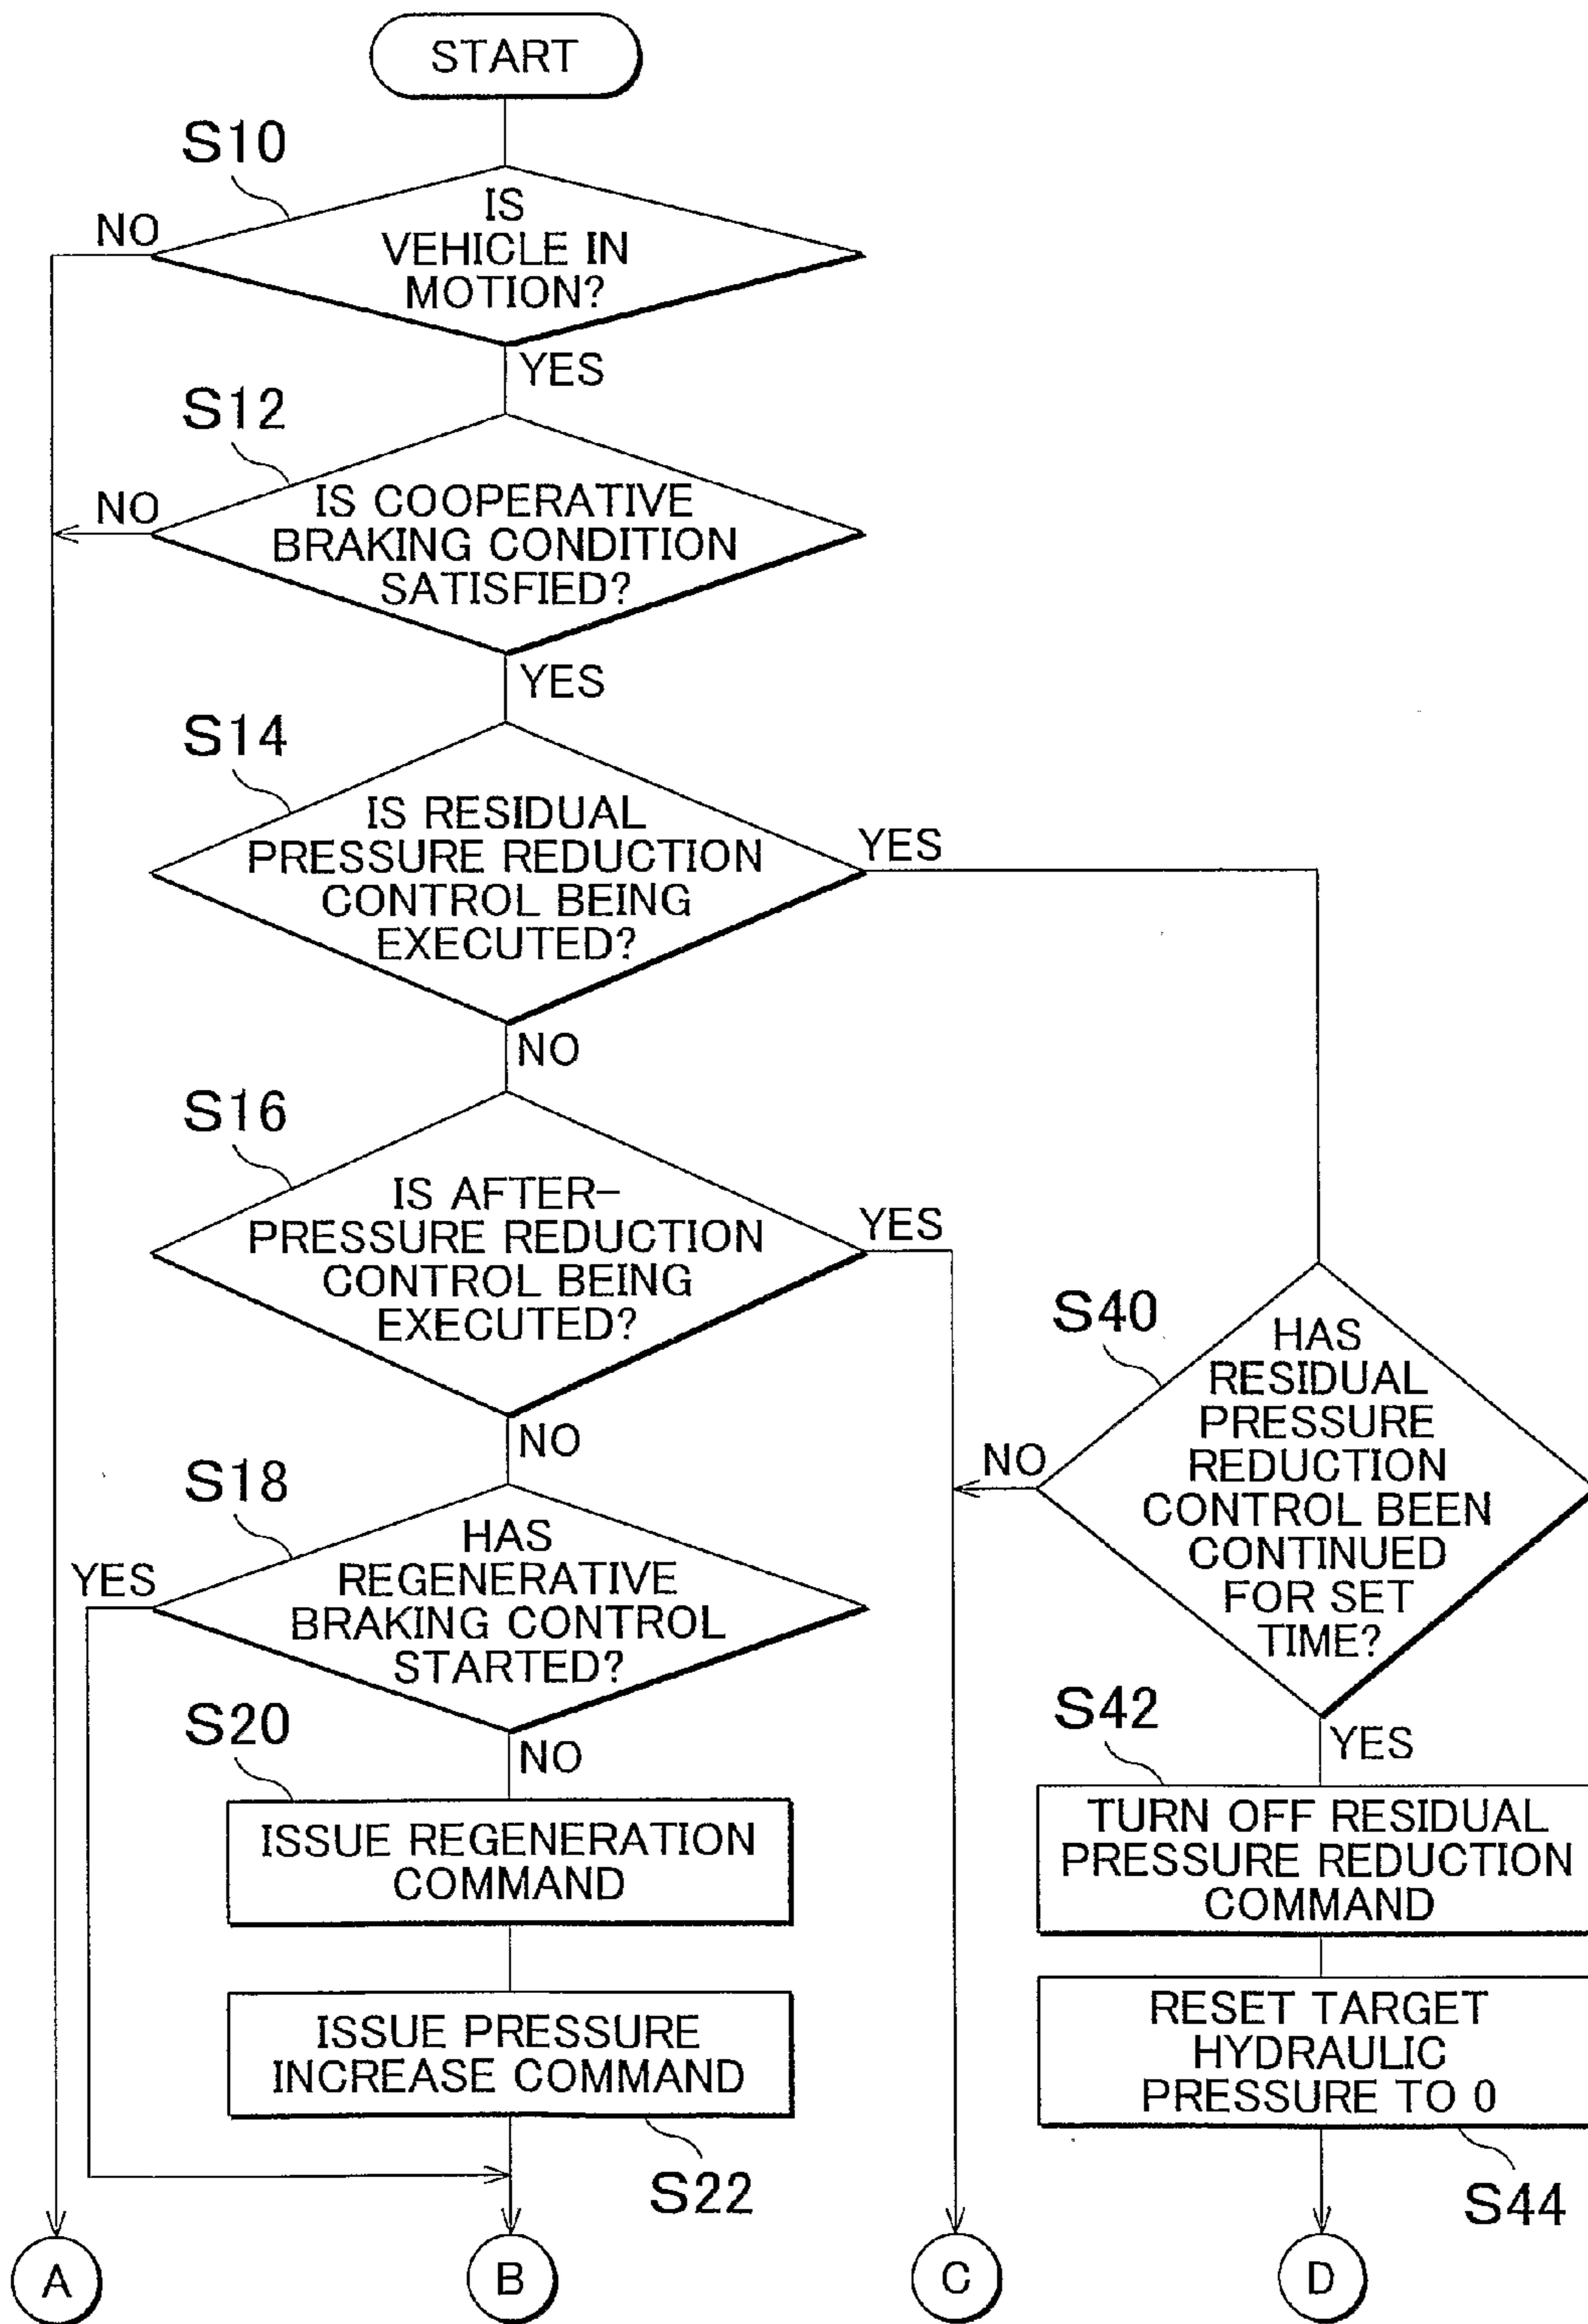 START
S10
IS
VEHICLE IN
MOTION?
NO
YES
S12
IS COOPERATIVE
BRAKING CONDITION
SATISFIED?
NO
YES
S14
IS RESIDUAL
PRESSURE REDUCTION
CONTROL BEING
EXECUTED?
YES
NO
S16
IS AFTER-
PRESSURE REDUCTION
CONTROL BEING
EXECUTED?
YES
NO
S40
HAS
RESIDUAL
PRESSURE
REDUCTION
CONTROL BEEN
CONTINUED
FOR SET
TIME?
NO
YES
S18
HAS
REGENERATIVE
BRAKING CONTROL
STARTED?
YES
NO
S20
ISSUE REGENERATION
COMMAND
S42
TURN OFF RESIDUAL
PRESSURE REDUCTION
COMMAND
ISSUE PRESSURE
INCREASE COMMAND
S22
RESET TARGET
HYDRAULIC
PRESSURE TO 0
S44
A
B
C
D